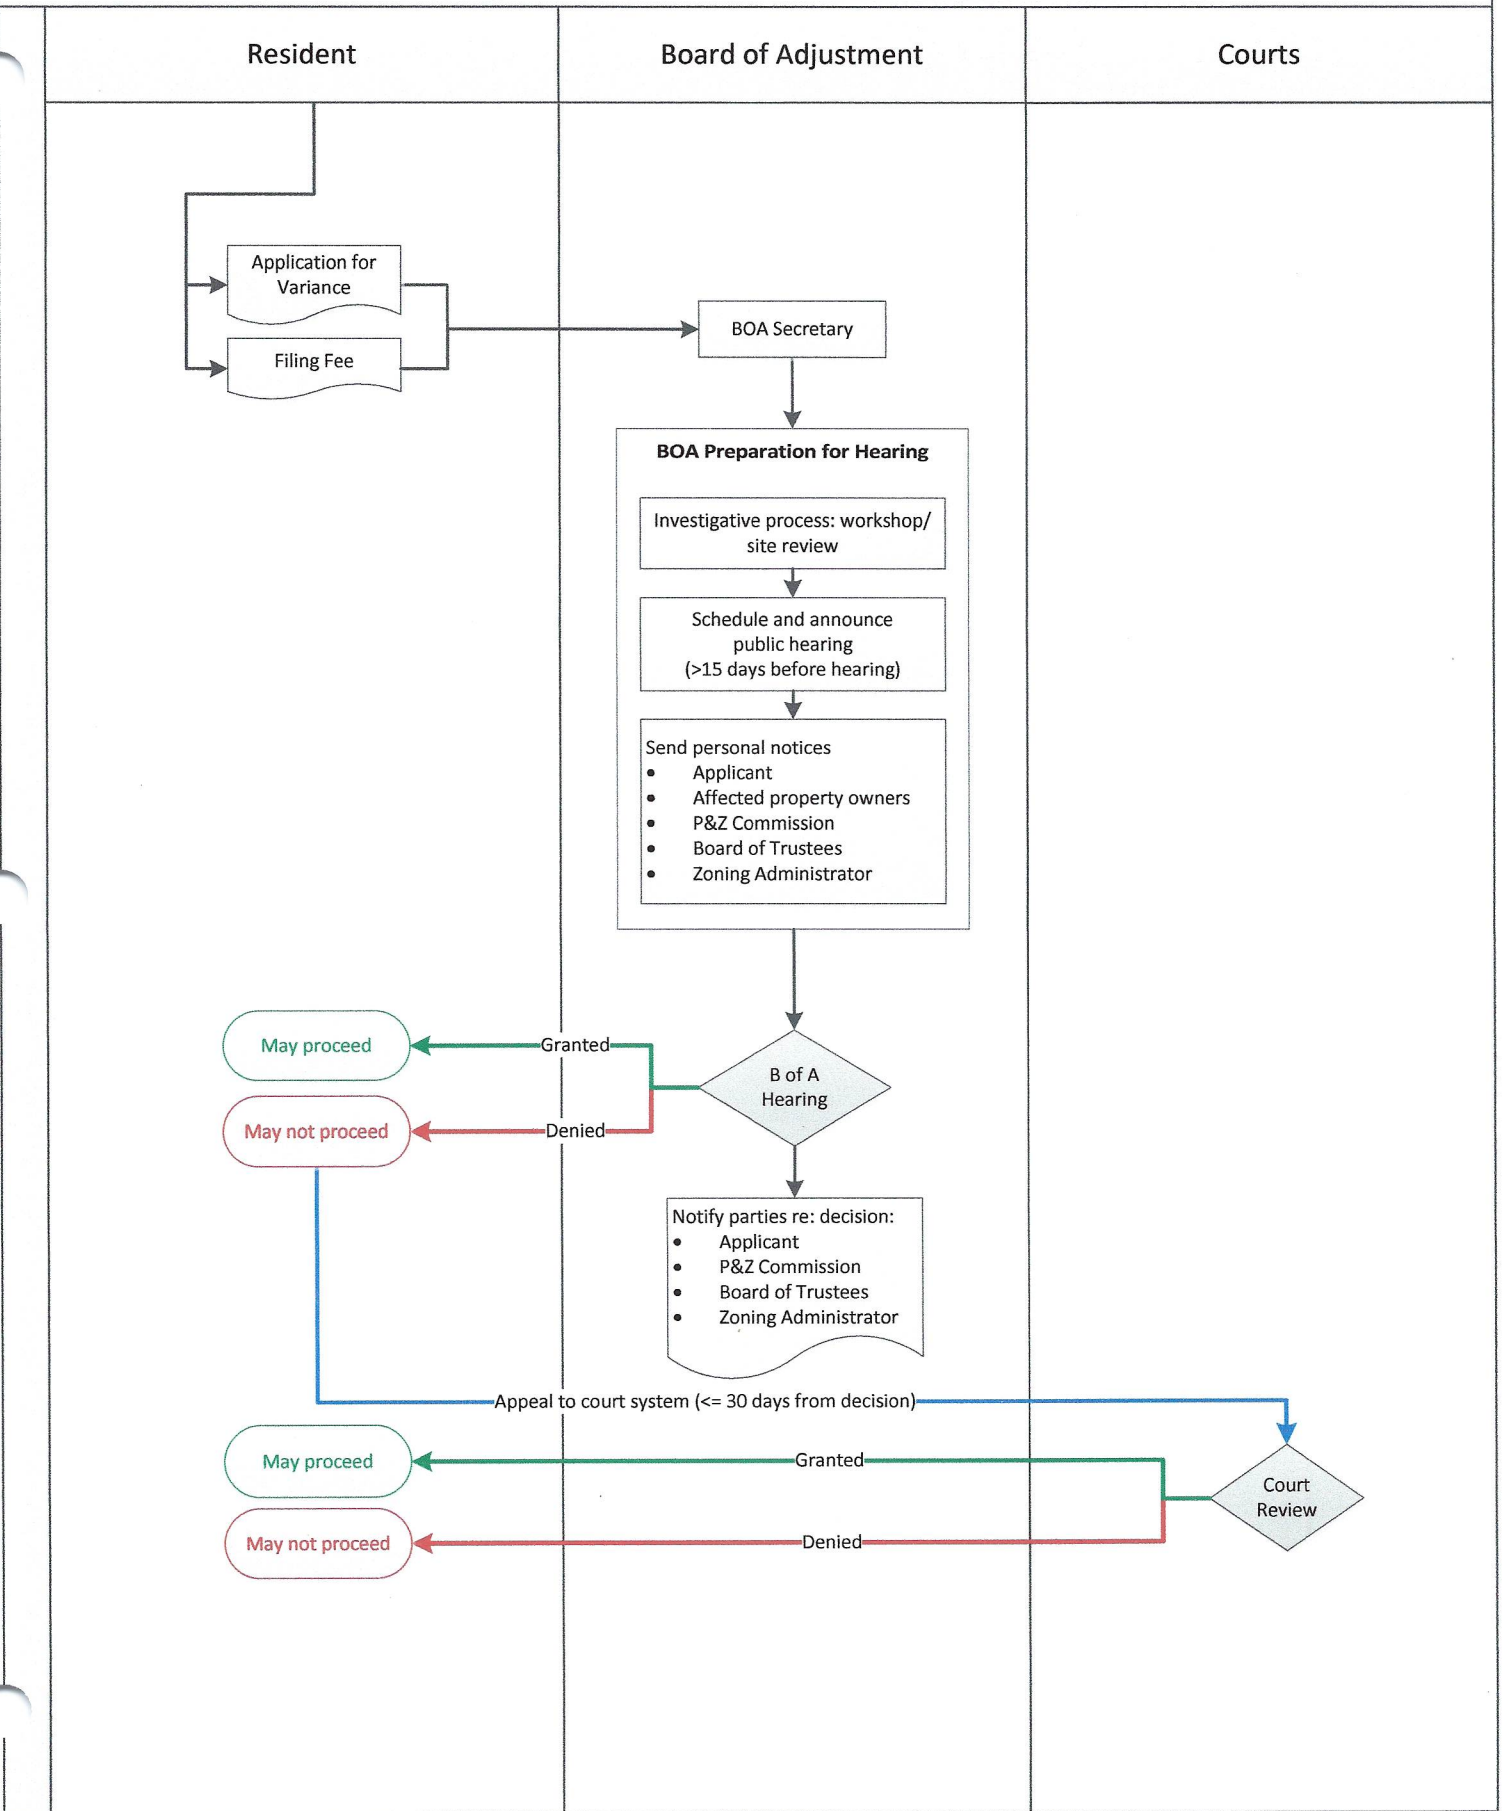 Resident
Board of Adjustment
Courts
Application for
Variance
Filing Fee
BOA Secretary
BOA Preparation for Hearing
Investigative process: workshop/
site review
Schedule and announce
public hearing
(>15 days before hearing)
Send personal notices
• Applicant
• Affected property owners
• P&Z Commission
• Board of Trustees
• Zoning Administrator
May proceed
Granted
B of A
Hearing
May not proceed
Denied
Notify parties re: decision:
• Applicant
• P&Z Commission
• Board of Trustees
• Zoning Administrator
Appeal to court system (<= 30 days from decision)
May proceed
Granted
Court
Review
May not proceed
Denied